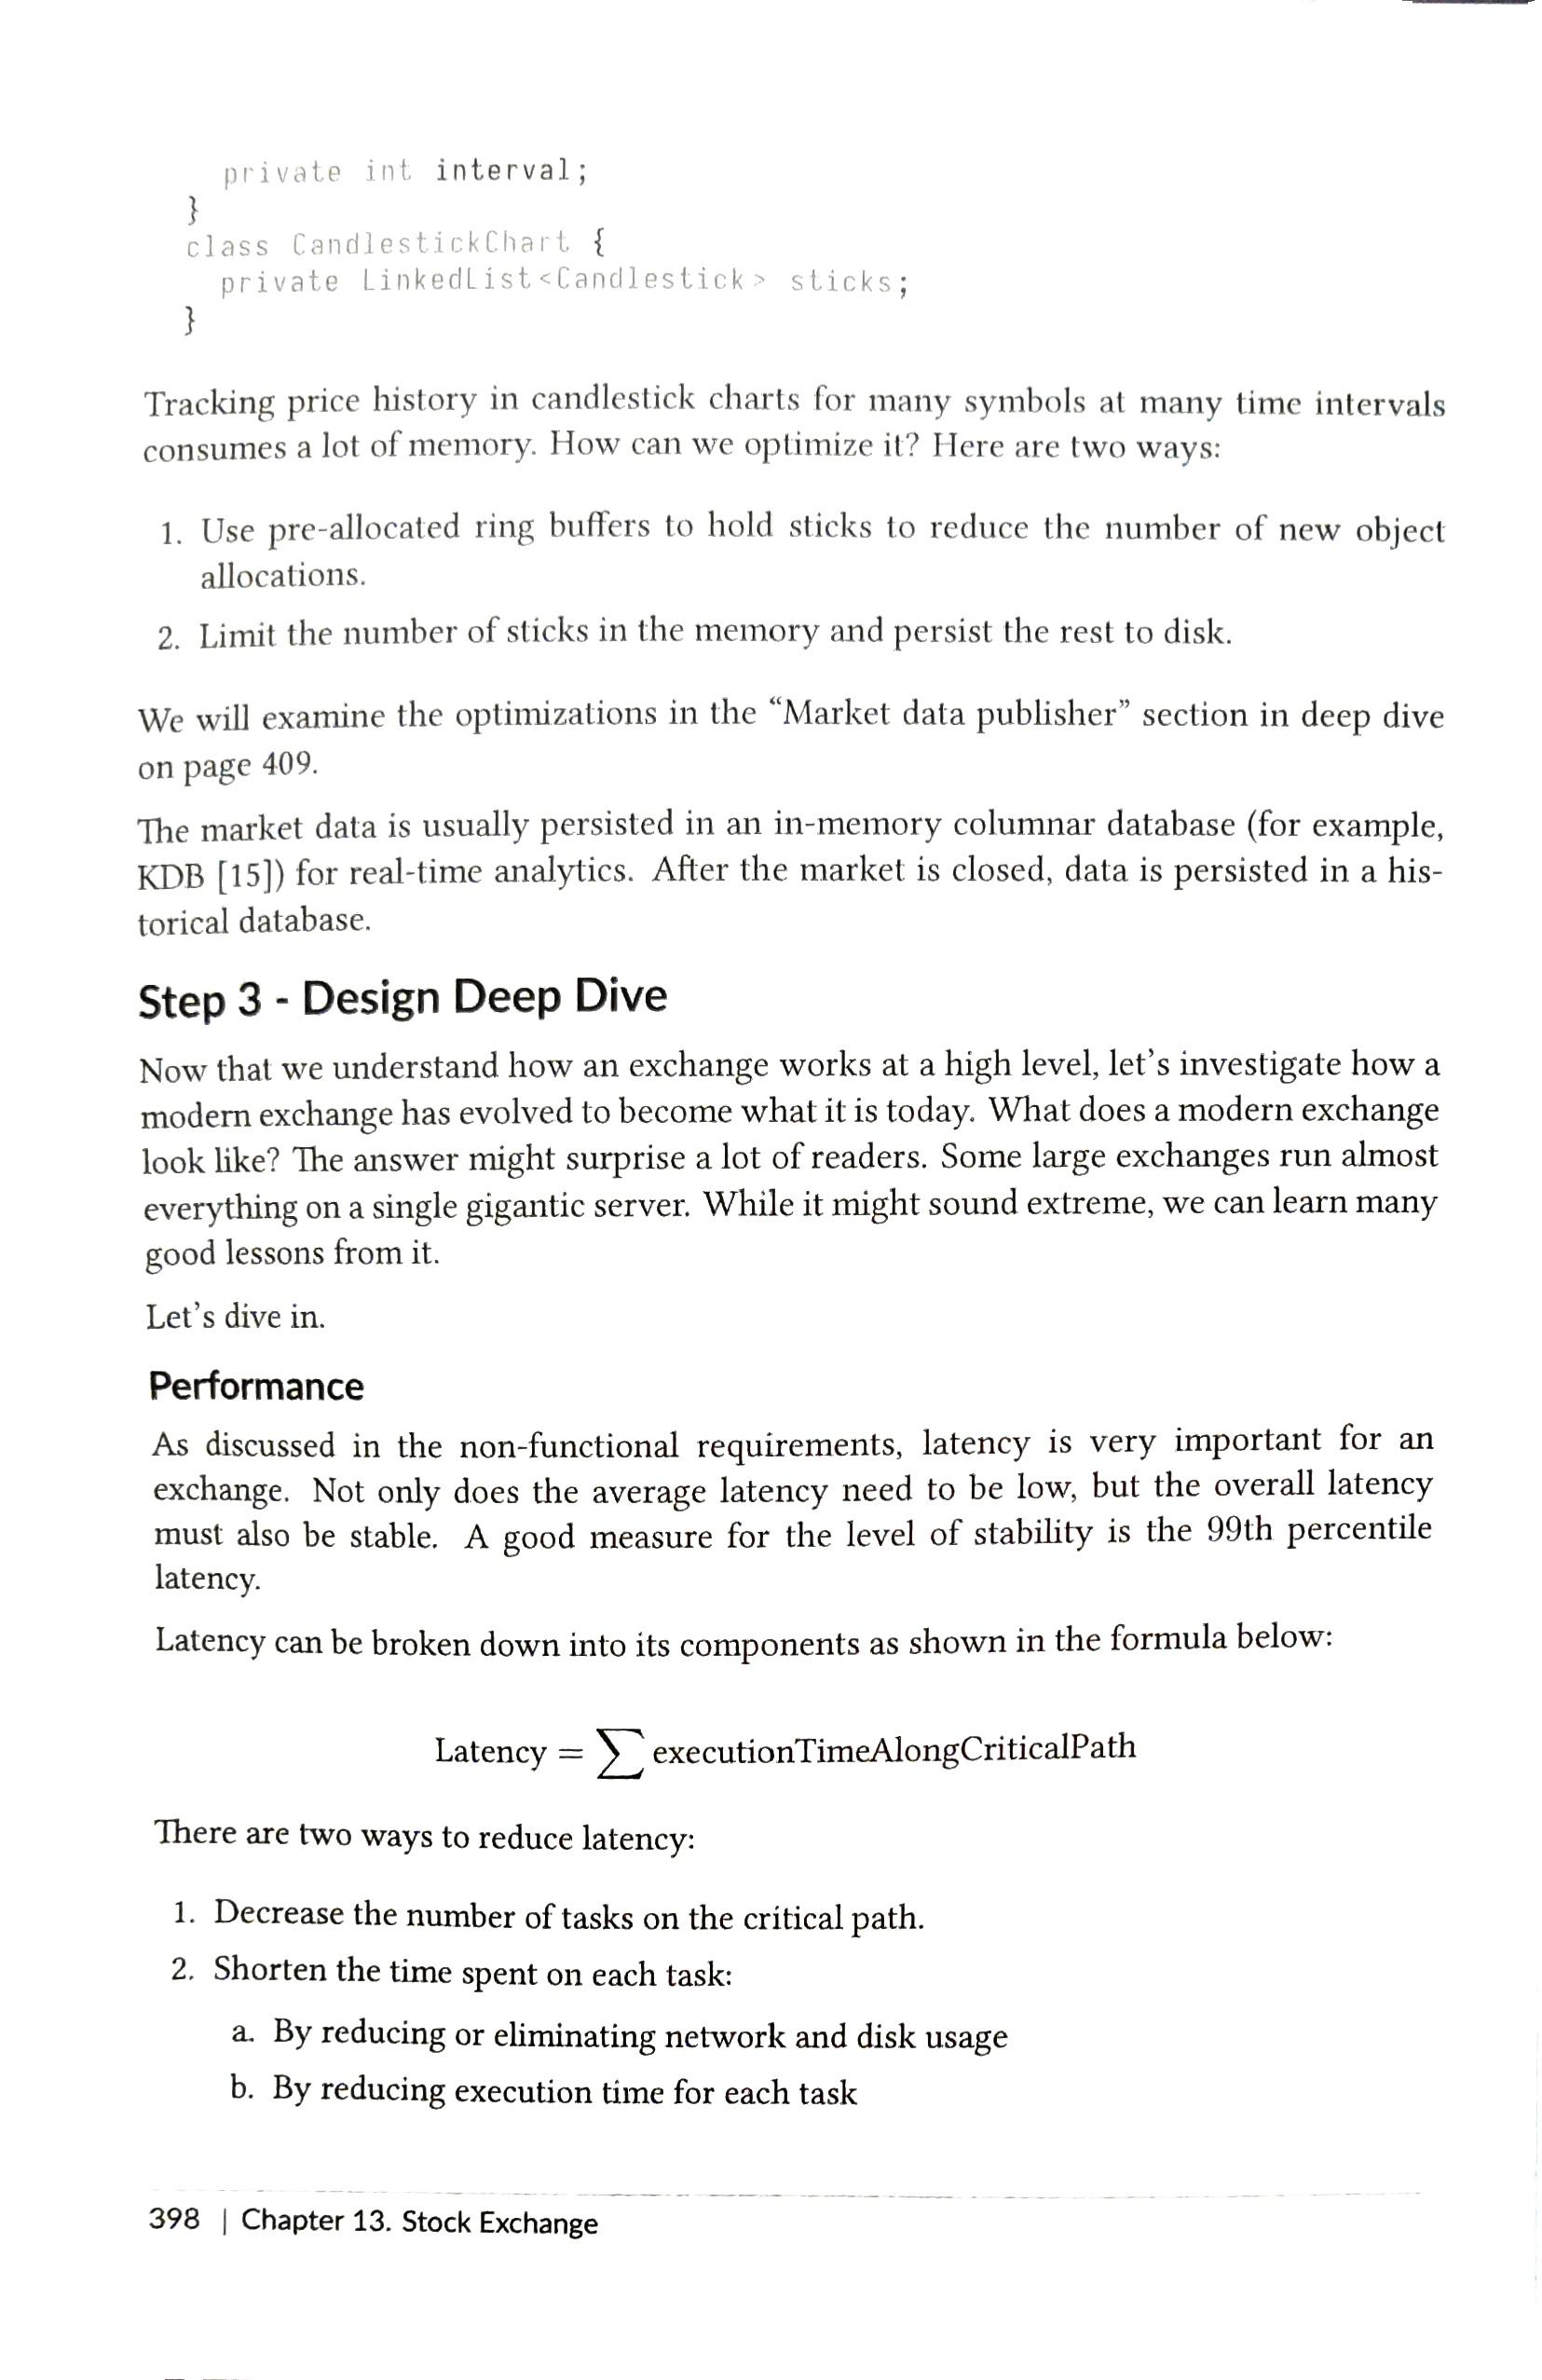 private int interval;
}
class CandlestickChart {
private LinkedList<Candlestick> sticks;
}
Tracking price history in candlestick charts for many symbols at many time intervals
consumes a lot of memory. How can we optimize it? Here are two ways:
1. Use pre-allocated ring buffers to hold sticks to reduce the number of new object
allocations.
2. Limit the number of sticks in the memory and persist the rest to disk.
We will examine the optimizations in the “Market data publisher” section in deep dive
on page 409.
The market data is usually persisted in an in-memory columnar database (for example,
KDB [15]) for real-time analytics. After the market is closed, data is persisted in a his-
torical database.
Step 3 - Design Deep Dive
Now that we understand how an exchange works at a high level, let’s investigate how a
modern exchange has evolved to become what it is today. What does a modern exchange
look like? The answer might surprise a lot of readers. Some large exchanges run almost
everything on a single gigantic server. While it might sound extreme, we can learn many
good lessons from it.
Let’s dive in.
Performance
As discussed in the non-functional requirements, latency is very important for an
exchange. Not only does the average latency need to be low, but the overall latency
must also be stable. A good measure for the level of stability is the 99th percentile
latency.
Latency can be broken down into its components as shown in the formula below:
Latency = ∑ executionTimeAlongCriticalPath
There are two ways to reduce latency:
1. Decrease the number of tasks on the critical path.
2. Shorten the time spent on each task:
a. By reducing or eliminating network and disk usage
b. By reducing execution time for each task
398 | Chapter 13. Stock Exchange